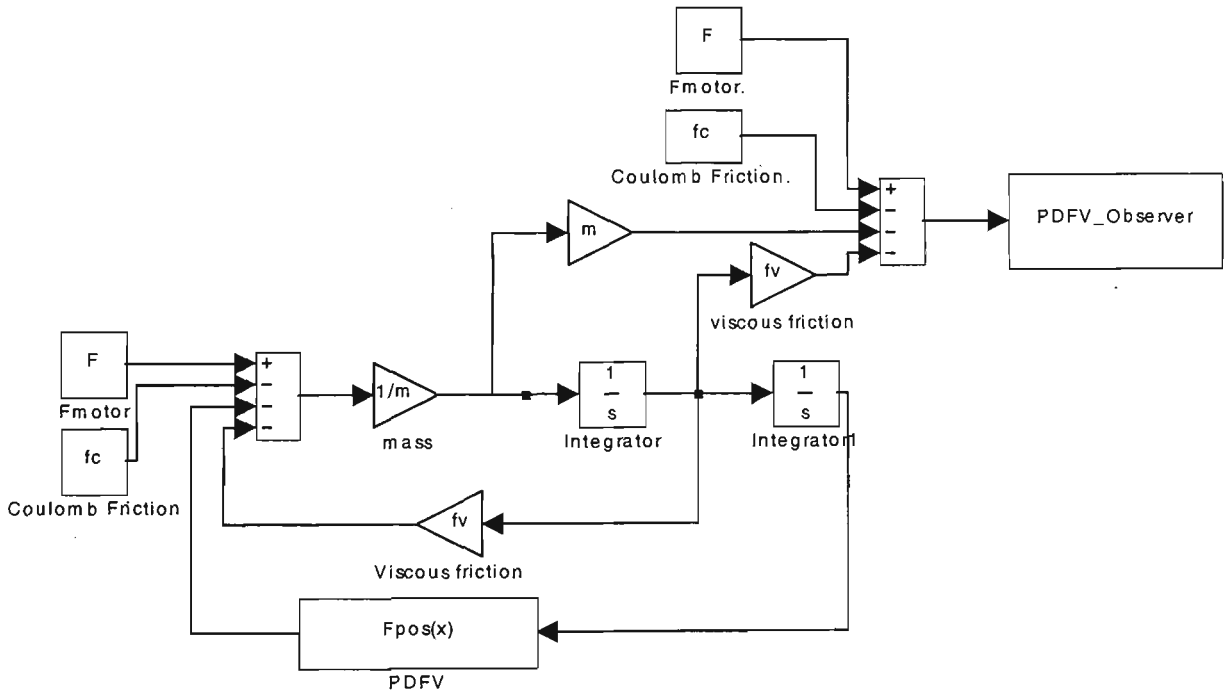 F
Fmotor.
fc
Coulomb Friction.
+
−
−
−
PDFV_Observer
m
fv
viscous friction
F
Fmotor
fc
Coulomb Friction
+
−
−
−
1/m
mass
1
s
Integrator
1
s
Integrator1
fv
Viscous friction
Fpos(x)
PDFV